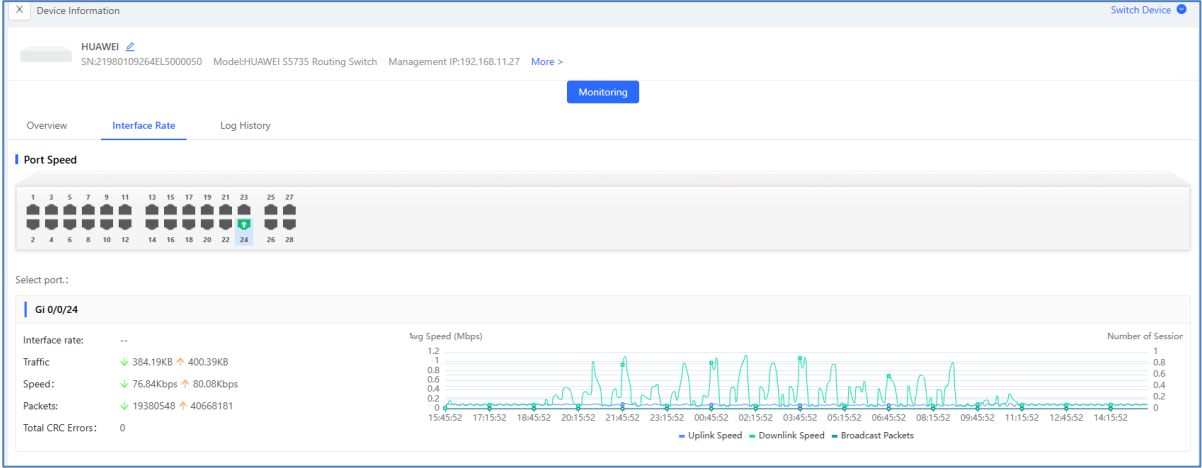 X Device Information Switch Device
HUAWEI
SN:21980109264EL5000050 Model:HUAWEI S5735 Routing Switch Management IP:192.168.11.27 More >
Monitoring
Overview Interface Rate Log History
Port Speed
1 3 5 7 9 11 13 15 17 19 21 23 25 27
2 4 6 8 10 12 14 16 18 20 22 24 26 28
Select port.:
Gi 0/0/24
Interface rate: --
Traffic ↓ 384.19KB ↑ 400.39KB
Speed: ↓ 76.84Kbps ↑ 80.08Kbps
Packets: ↓ 19380548 ↑ 40668181
Total CRC Errors: 0
Avg Speed (Mbps) Number of Session
1.2 1
1 0.8
0.8 0.6
0.6 0.4
0.4 0.2
0.2 0
0
15:45:52 17:15:52 18:45:52 20:15:52 21:45:52 23:15:52 00:45:52 02:15:52 03:45:52 05:15:52 06:45:52 08:15:52 09:45:52 11:15:52 12:45:52 14:15:52
Uplink Speed Downlink Speed Broadcast Packets